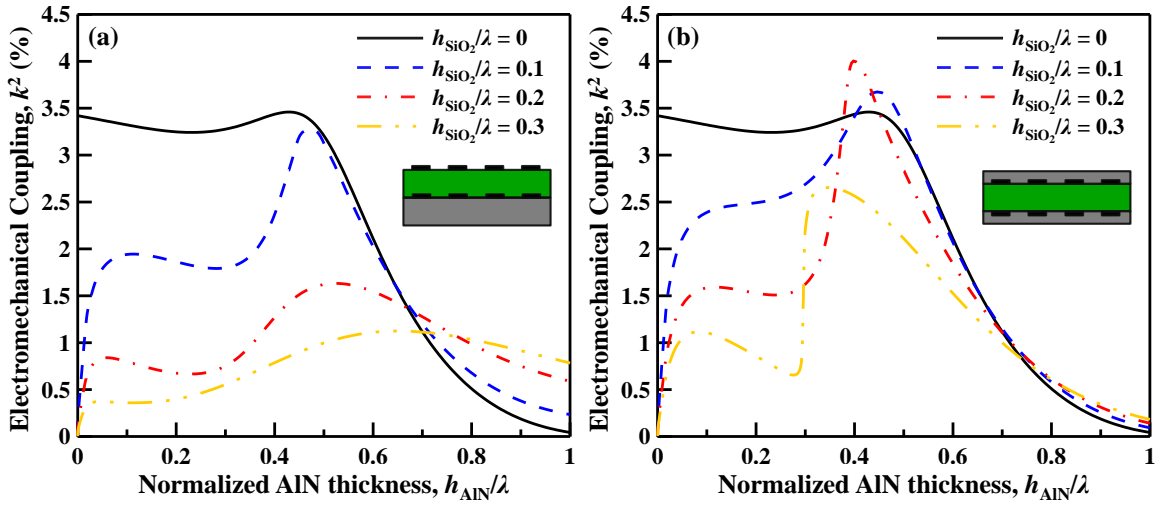 Electromechanical Coupling, k² (%)
4.5
4
3.5
3
2.5
2
1.5
1
0.5
0
(a)
h_SiO₂/λ = 0
h_SiO₂/λ = 0.1
h_SiO₂/λ = 0.2
h_SiO₂/λ = 0.3
0 0.2 0.4 0.6 0.8 1
Normalized AlN thickness, h_AlN/λ
Electromechanical Coupling, k² (%)
4.5
4
3.5
3
2.5
2
1.5
1
0.5
0
(b)
h_SiO₂/λ = 0
h_SiO₂/λ = 0.1
h_SiO₂/λ = 0.2
h_SiO₂/λ = 0.3
0 0.2 0.4 0.6 0.8 1
Normalized AlN thickness, h_AlN/λ